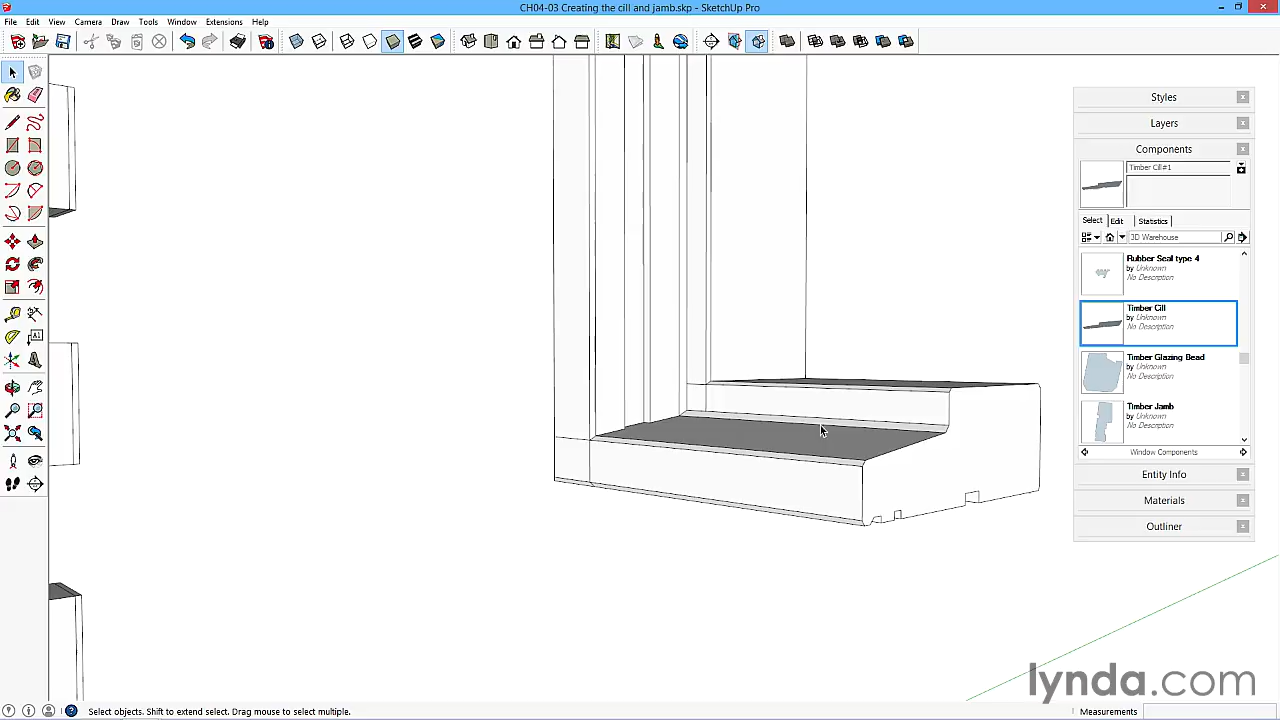 CH04-03 Creating the cill and jamb.skp - SketchUp Pro
File Edit View Camera Draw Tools Window Extensions Help
Styles
Layers
Components
Timber Cill#1
Select Edit Statistics
3D Warehouse
Rubber Seal type 4
by Unknown
No Description
Timber Cill
by Unknown
No Description
Timber Glazing Bead
by Unknown
No Description
Timber Jamb
by Unknown
No Description
Window Components
Entity Info
Materials
Outliner
lynda.com
Select objects. Shift to extend select. Drag mouse to select multiple.
Measurements